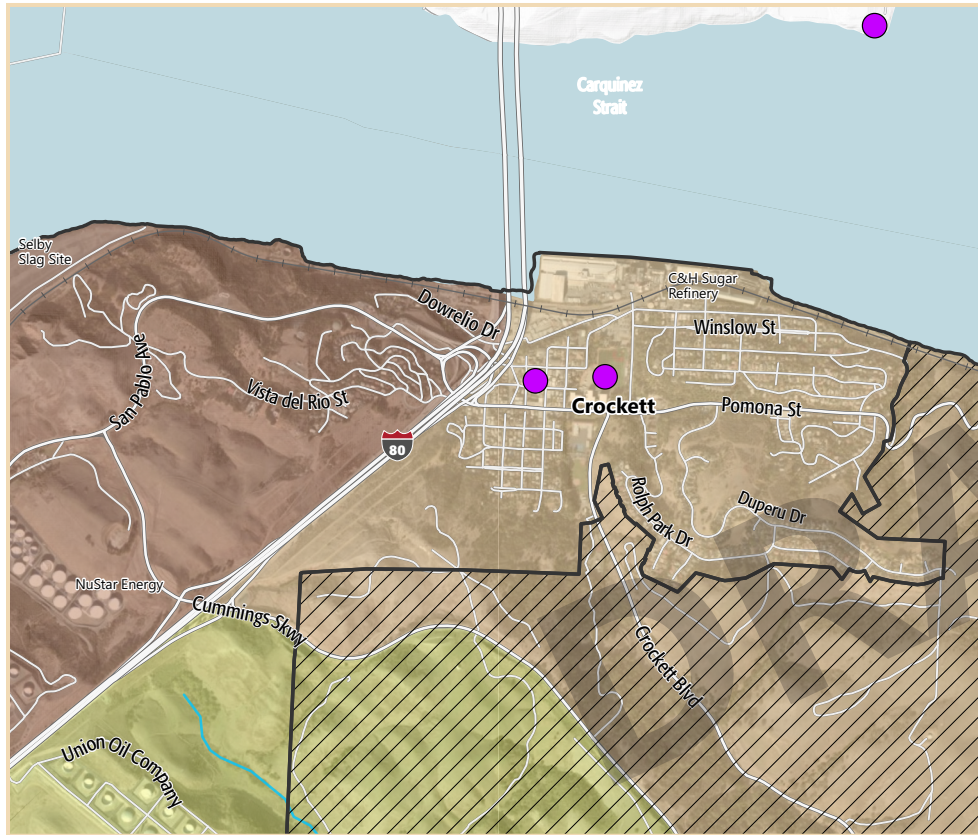 Carquinez
Strait
Selby
Slag Site
C&H Sugar
Refinery
Dowrelio Dr
Winslow St
San Pablo Ave
Vista del Rio St
Crockett
Pomona St
80
Rolph Park Dr
Duperu Dr
NuStar Energy
Cummings Skwy
Crockett Blvd
Union Oil Company